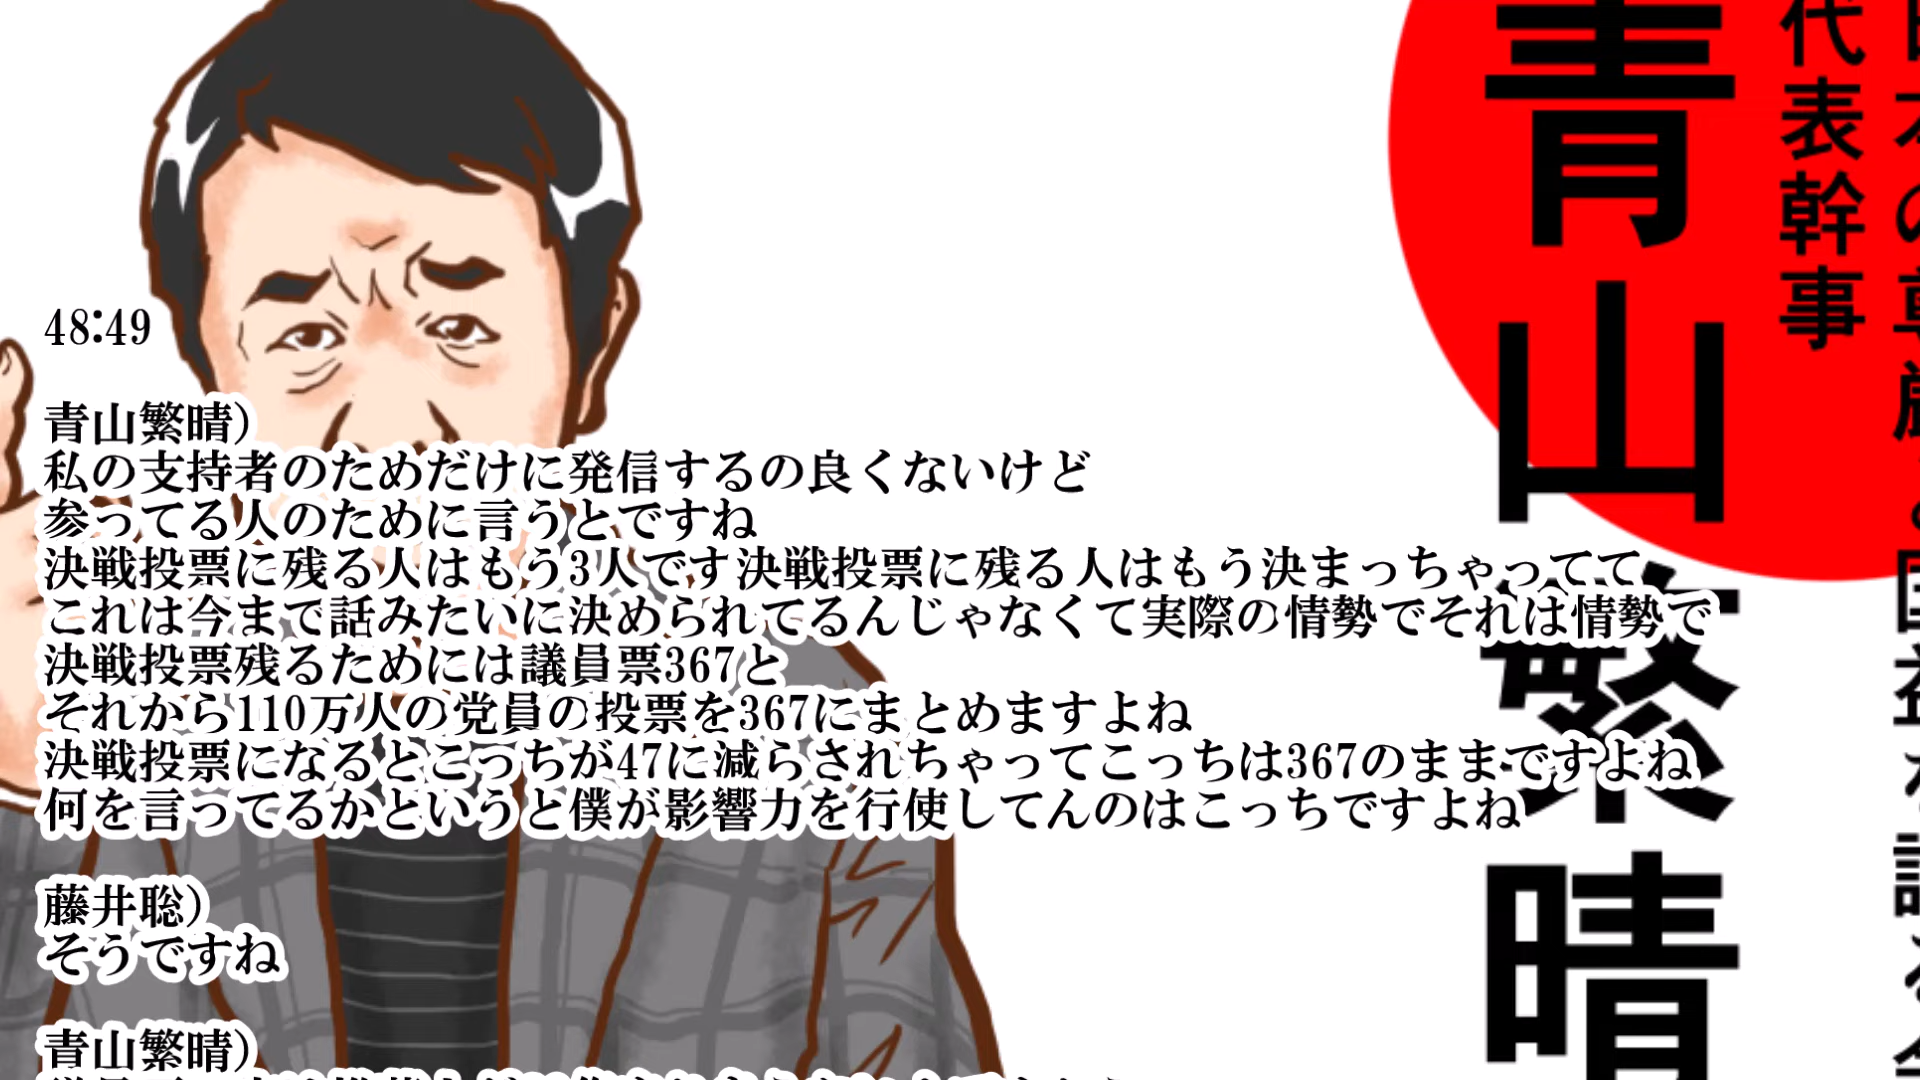 48:49
青山繁晴）
私の支持者のためだけに発信するの良くないけど
参ってる人のために言うとですね
決戦投票に残る人はもう3人です決戦投票に残る人はもう決まっちゃってて
これは今まで話みたいに決められてるんじゃなくて実際の情勢でそれは情勢で
決戦投票残るためには議員票367と
それから110万人の党員の投票を367にまとめますよね
決戦投票になるとこっちが47に減らされちゃってこっちは367のままですよね
何を言ってるかというと僕が影響力を行使してんのはこっちですよね
藤井聡）
そうですね
青山繁晴）
代表幹事
青山繁晴